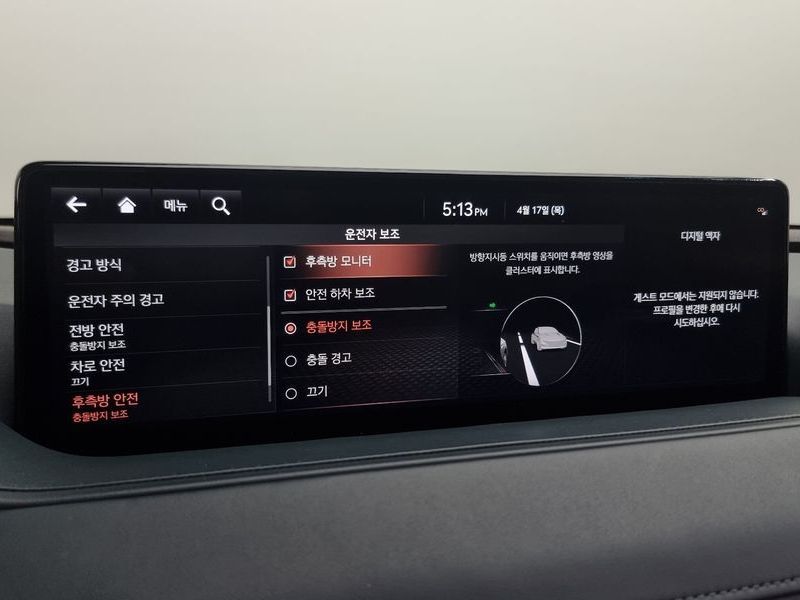 메뉴
5:13PM
4월 17일 (목)
운전자 보조
경고 방식
운전자 주의 경고
전방 안전
충돌방지 보조
차로 안전
끄기
후측방 안전
충돌방지 보조
후측방 모니터
안전 하차 보조
충돌방지 보조
충돌 경고
끄기
방향지시등 스위치를 움직이면 후측방 영상을
클러스터에 표시합니다.
디지털 액자
게스트 모드에서는 지원되지 않습니다.
프로필을 변경한 후에 다시
시도하십시오.